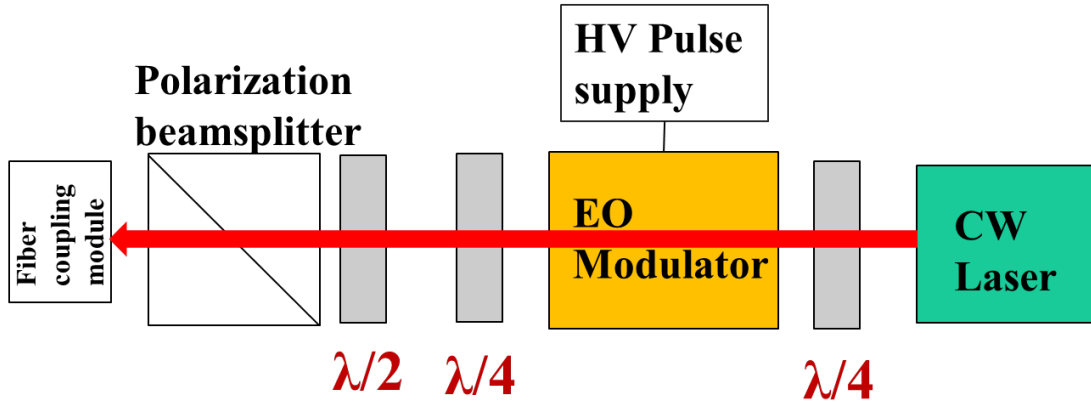 HV Pulse
supply
Polarization
beamsplitter
Fiber
coupling
module
EO
Modulator
CW
Laser
λ/2
λ/4
λ/4